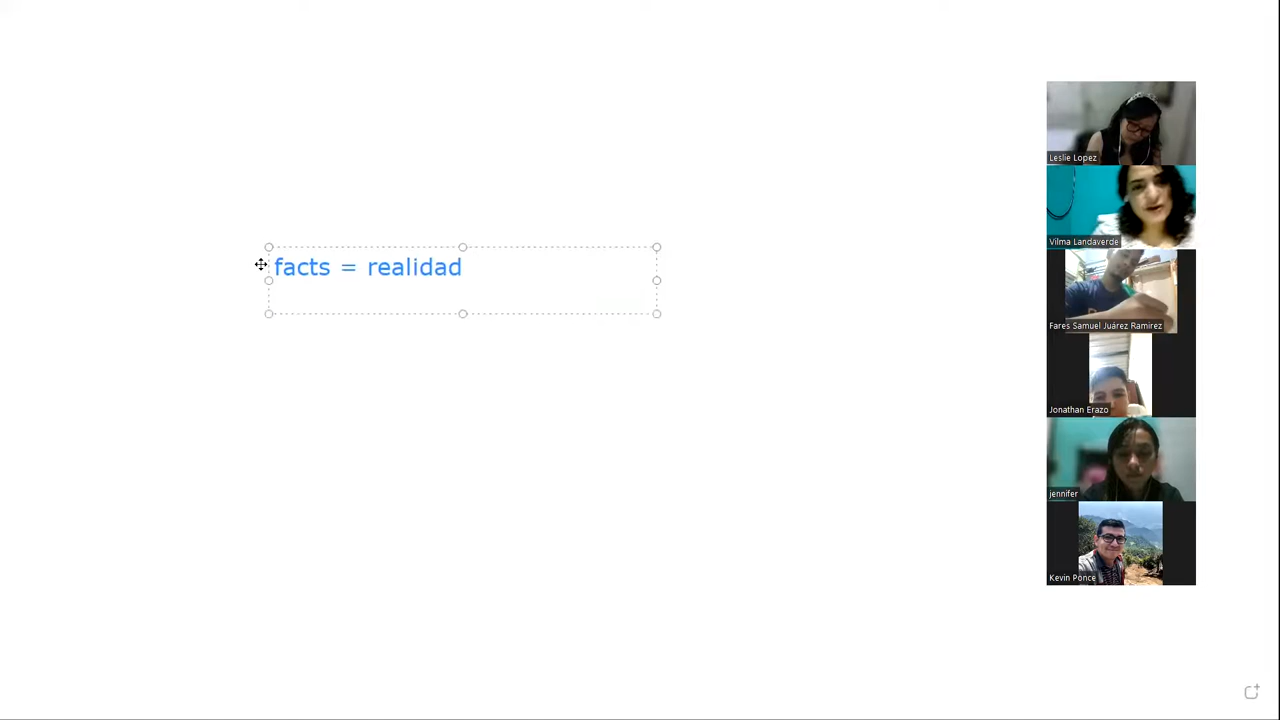 facts = realidad
Leslie Lopez
Vilma Landaverde
Fares Samuel Juárez Ramirez
Jonathan Erazo
jennifer
Kevin Ponce